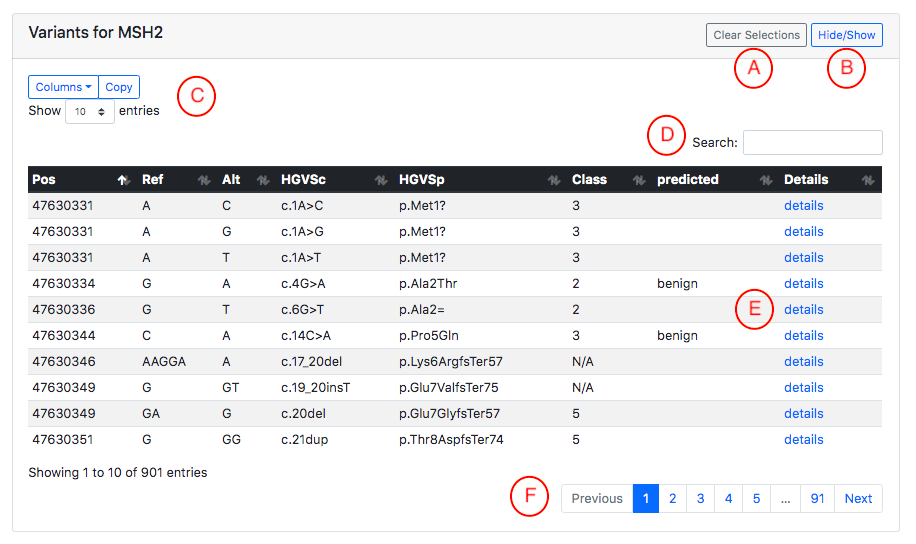 Variants for MSH2
Clear Selections Hide/Show
A B
Columns Copy
C
Show 10 entries
D Search:
Pos Ref Alt HGVSc HGVSp Class predicted Details
47630331 A C c.1A>C p.Met1? 3 details
47630331 A G c.1A>G p.Met1? 3 details
47630331 A T c.1A>T p.Met1? 3 details
47630334 G A c.4G>A p.Ala2Thr 2 benign details
47630336 G T c.6G>T p.Ala2= 2 E details
47630344 C A c.14C>A p.Pro5Gln 3 benign details
47630346 AAGGA A c.17_20del p.Lys6ArgfsTer57 N/A details
47630349 G GT c.19_20insT p.Glu7ValfsTer75 N/A details
47630349 GA G c.20del p.Glu7GlyfsTer57 5 details
47630351 G GG c.21dup p.Thr8AspfsTer74 5 details
Showing 1 to 10 of 901 entries
F Previous 1 2 3 4 5 ... 91 Next